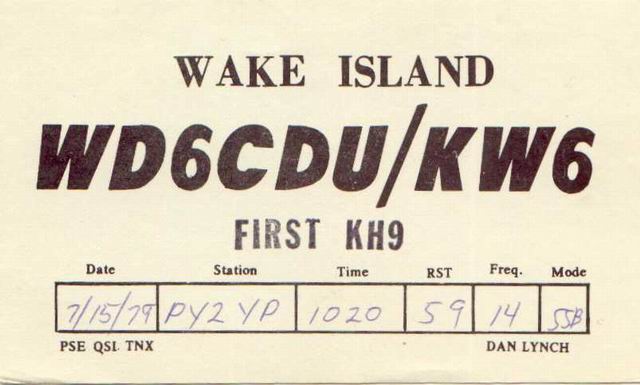 WAKE ISLAND
WD6CDU/KW6
FIRST KH9
Date Station Time RST Freq. Mode
7/15/79 PY2YP 1020 59 14 SSB
PSE QSL TNX DAN LYNCH